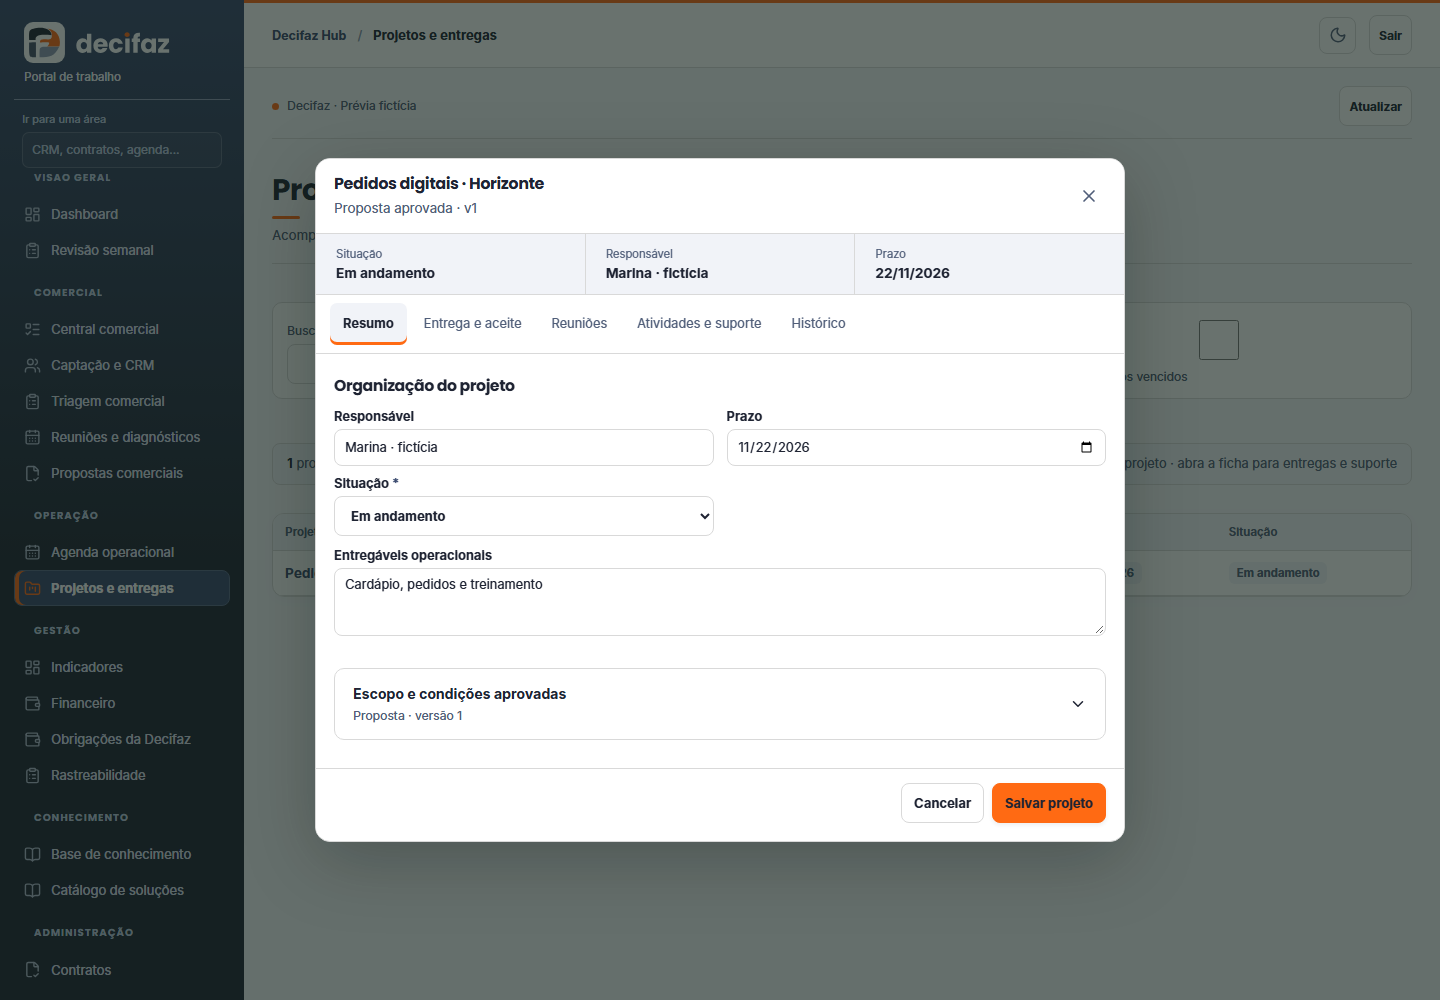 decifaz
Portal de trabalho
Ir para uma área
CRM, contratos, agenda...
VISAO GERAL
Dashboard
Revisão semanal
COMERCIAL
Central comercial
Captação e CRM
Triagem comercial
Reuniões e diagnósticos
Propostas comerciais
OPERAÇÃO
Agenda operacional
Projetos e entregas
GESTÃO
Indicadores
Financeiro
Obrigações da Decifaz
Rastreabilidade
CONHECIMENTO
Base de conhecimento
Catálogo de soluções
ADMINISTRAÇÃO
Contratos
Decifaz Hub / Projetos e entregas
Sair
Decifaz · Prévia fictícia
Atualizar
Pro
Acomp
Busc
os vencidos
1 pro
projeto · abra a ficha para entregas e suporte
Proje
Situação
Pedi
26
Em andamento
Pedidos digitais · Horizonte
Proposta aprovada · v1
Situação
Em andamento
Responsável
Marina · fictícia
Prazo
22/11/2026
Resumo
Entrega e aceite
Reuniões
Atividades e suporte
Histórico
Organização do projeto
Responsável
Marina · fictícia
Prazo
11/22/2026
Situação *
Em andamento
Entregáveis operacionais
Cardápio, pedidos e treinamento
Escopo e condições aprovadas
Proposta · versão 1
Cancelar
Salvar projeto